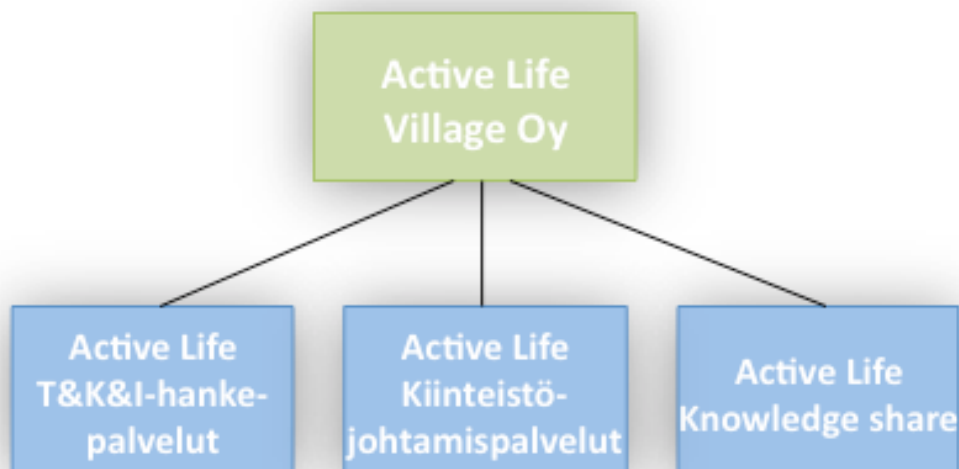 Active Life
Village Oy
Active Life
T&K&I-hanke-
palvelut
Active Life
Kiinteistö-
johtamispalvelut
Active Life
Knowledge share